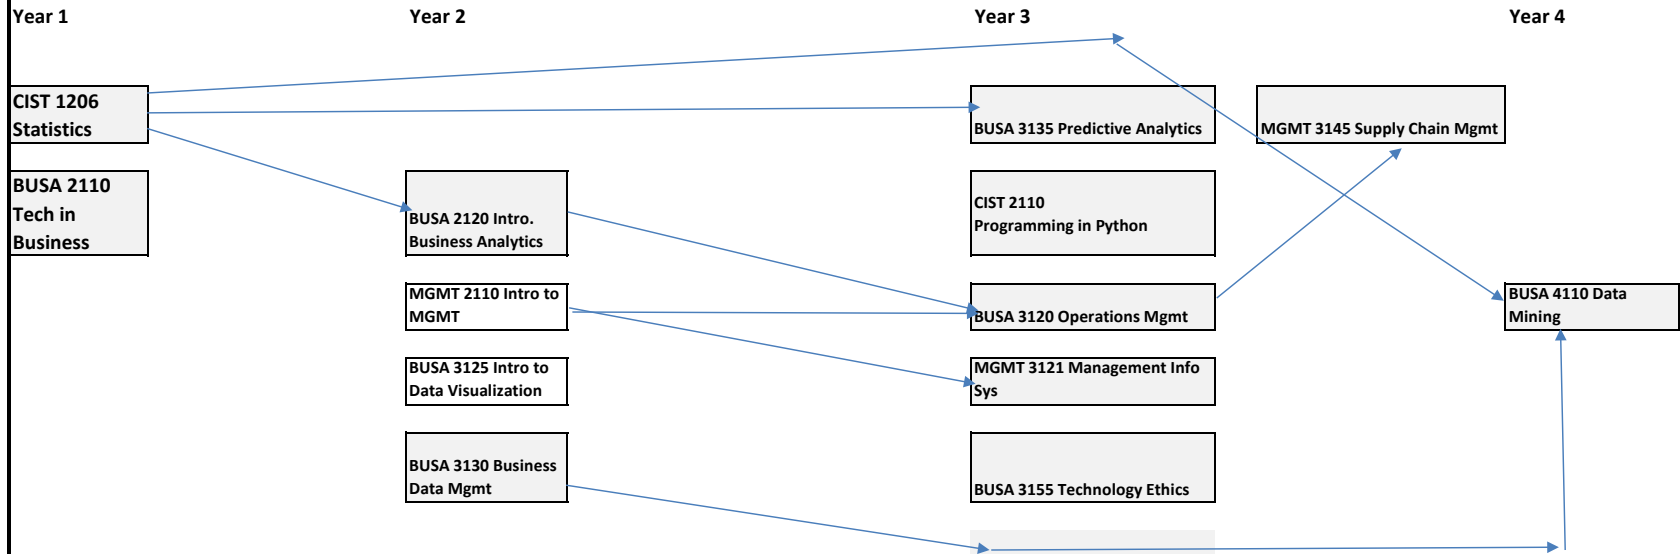 Year 1
Year 2
Year 3
Year 4
CIST 1206
Statistics
BUSA 3135 Predictive Analytics
MGMT 3145 Supply Chain Mgmt
BUSA 2110
Tech in
Business
BUSA 2120 Intro.
Business Analytics
CIST 2110
Programming in Python
MGMT 2110 Intro to
MGMT
BUSA 3120 Operations Mgmt
BUSA 4110 Data
Mining
BUSA 3125 Intro to
Data Visualization
MGMT 3121 Management Info
Sys
BUSA 3130 Business
Data Mgmt
BUSA 3155 Technology Ethics